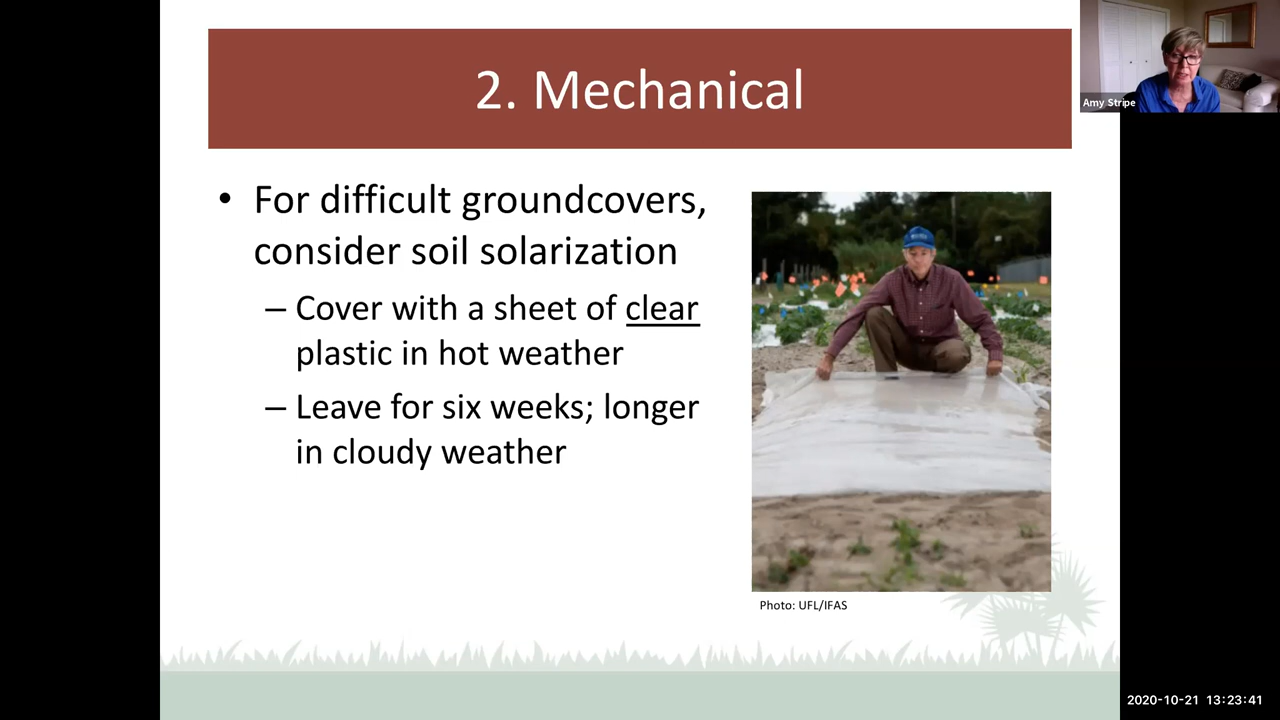 2. Mechanical
Amy Stripe
• For difficult groundcovers,
consider soil solarization
– Cover with a sheet of clear
plastic in hot weather
– Leave for six weeks; longer
in cloudy weather
Photo: UFL/IFAS
2020-10-21 13:23:41